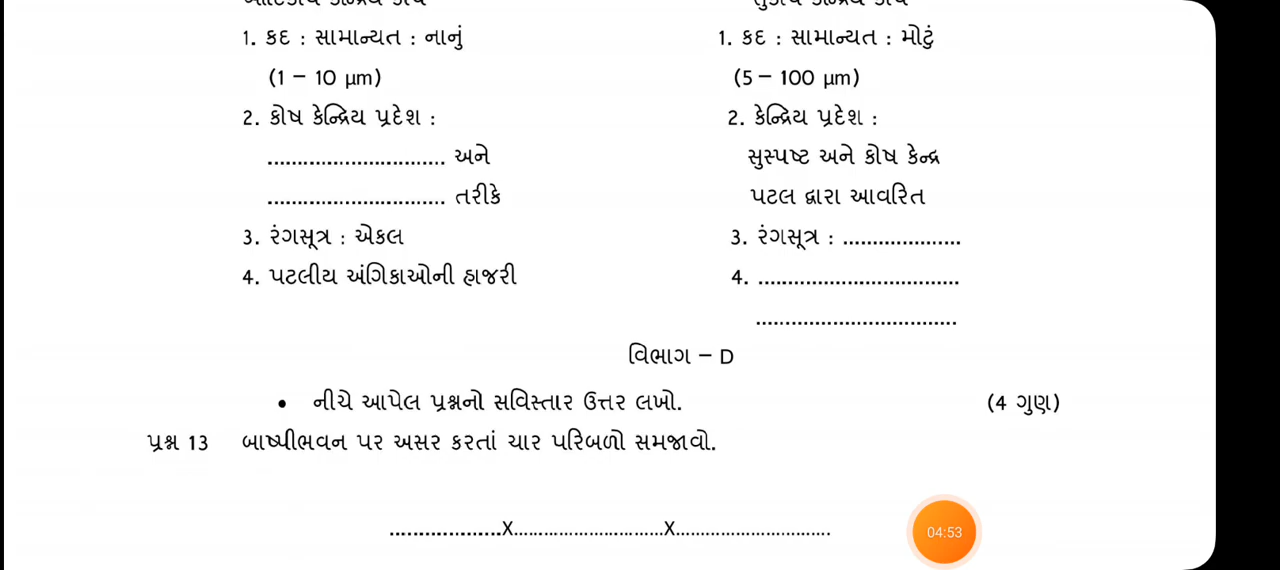 1. કદ : સામાન્યત : નાનું
1. કદ : સામાન્યત : મોટું
(1 – 10 µm)
(5 – 100 µm)
2. કોષ કેન્દ્રિય પ્રદેશ :
2. કેન્દ્રિય પ્રદેશ :
.............................. અને
સુસ્પષ્ટ અને કોષ કેન્દ્ર
.............................. તરીકે
પટલ દ્વારા આવરિત
3. રંગસૂત્ર : એકલ
3. રંગસૂત્ર : ....................
4. પટલીય અંગિકાઓની હાજરી
4. ..................................
..................................
વિભાગ – D
• નીચે આપેલ પ્રશ્નનો સવિસ્તાર ઉત્તર લખો. (4 ગુણ)
પ્રશ્ન 13 બાષ્પીભવન પર અસર કરતાં ચાર પરિબળો સમજાવો.
...................X..........................X...........................
04:53